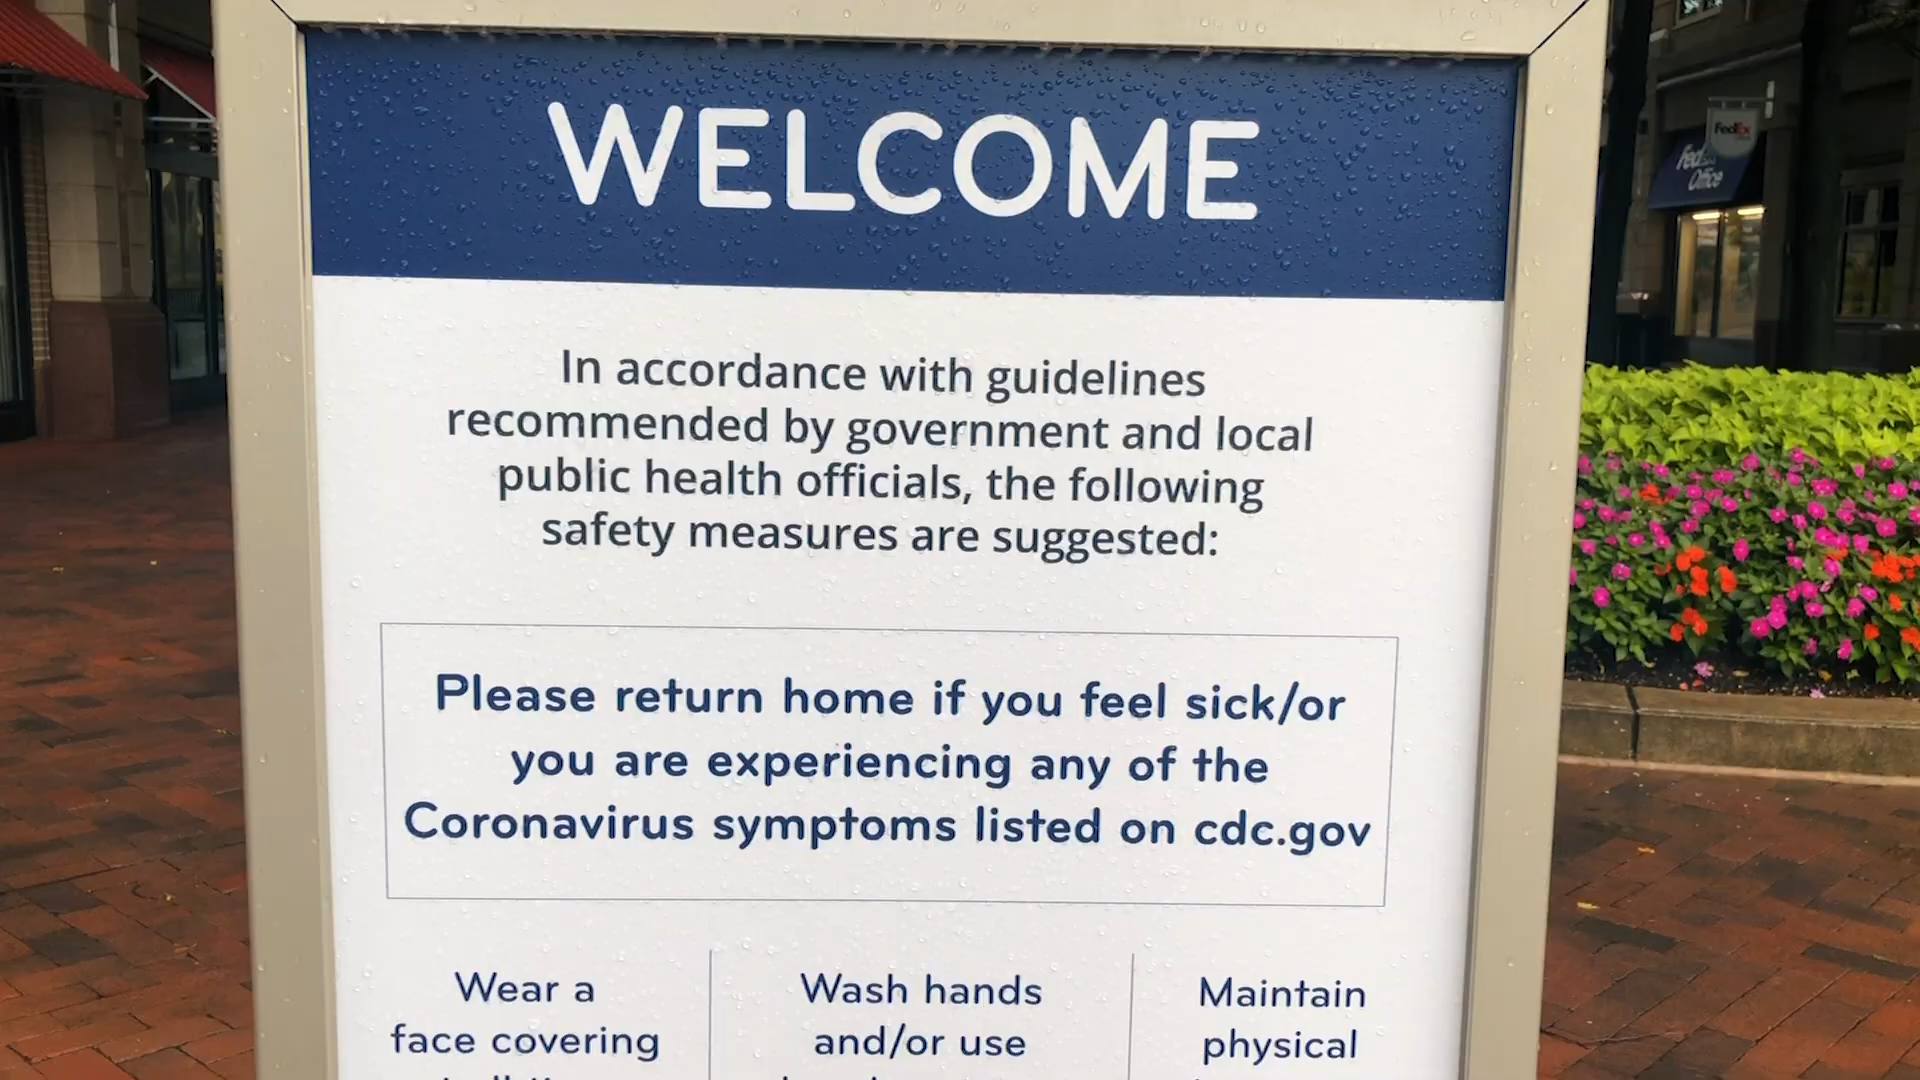 WELCOME
In accordance with guidelines
recommended by government and local
public health officials, the following
safety measures are suggested:
Please return home if you feel sick/or
you are experiencing any of the
Coronavirus symptoms listed on cdc.gov
Wear a
face covering
Wash hands
and/or use
Maintain
physical
FedEx
FedEx
Office